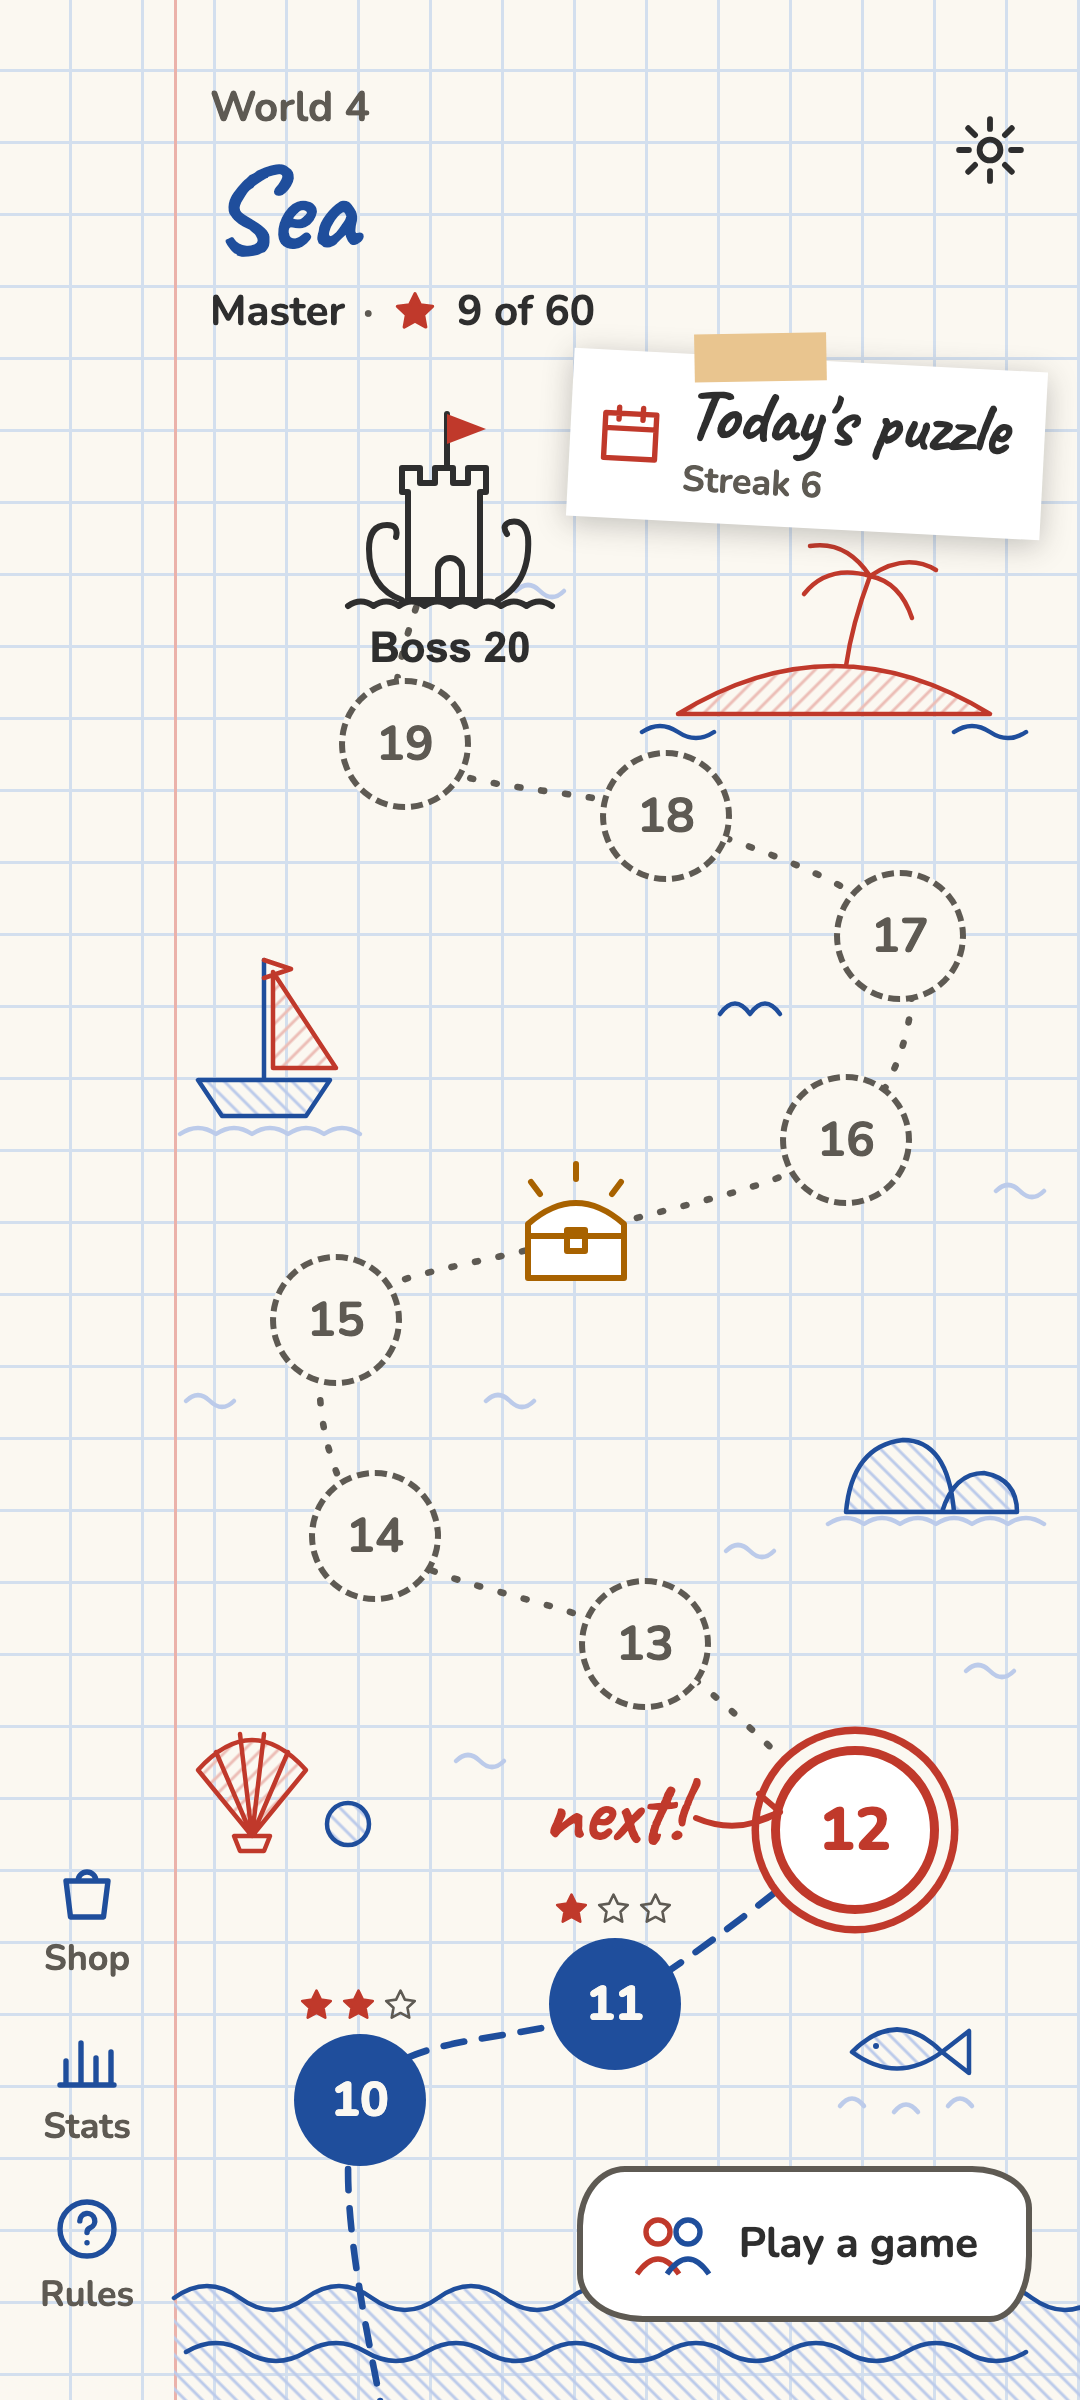 World 4
Sea
Master · 9 of 60
Today's puzzle
Streak 6
Boss 20
19
18
17
16
15
14
13
next!
12
11
10
Shop
Stats
Rules
Play a game